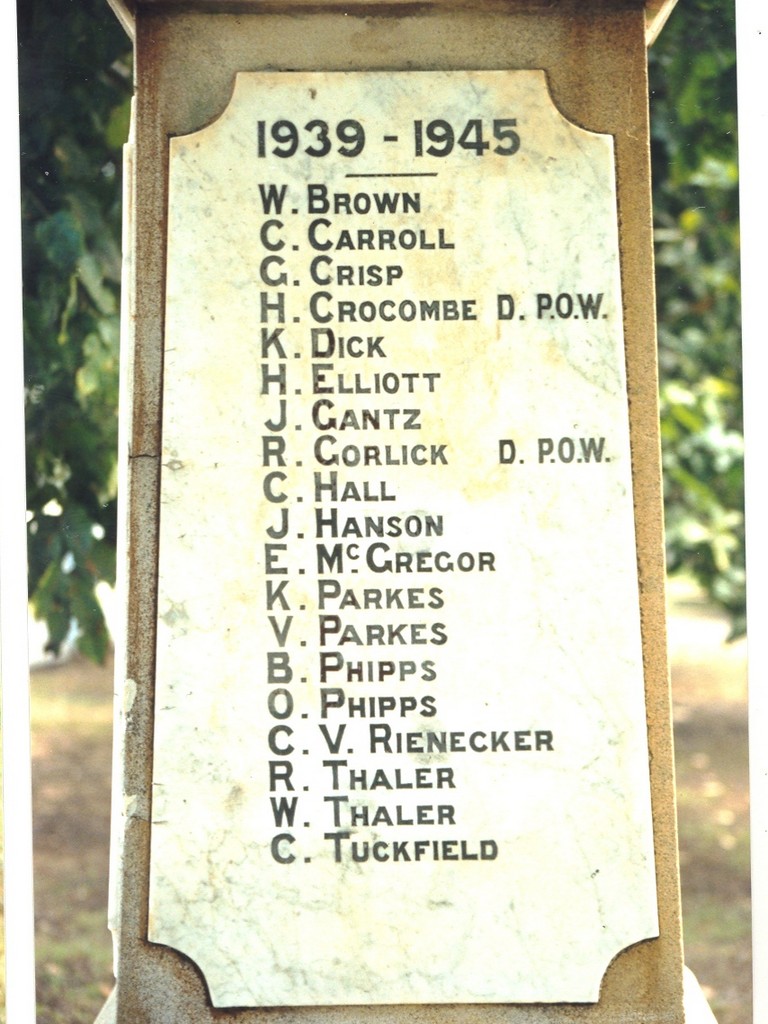 1939 - 1945
W. BROWN
C. CARROLL
G. CRISP
H. CROCOMBE D. P.O.W.
K. DICK
H. ELLIOTT
J. GANTZ
R. GORLICK D. P.O.W.
C. HALL
J. HANSON
E. McGREGOR
K. PARKES
V. PARKES
B. PHIPPS
O. PHIPPS
C. V. RIENECKER
R. THALER
W. THALER
C. TUCKFIELD